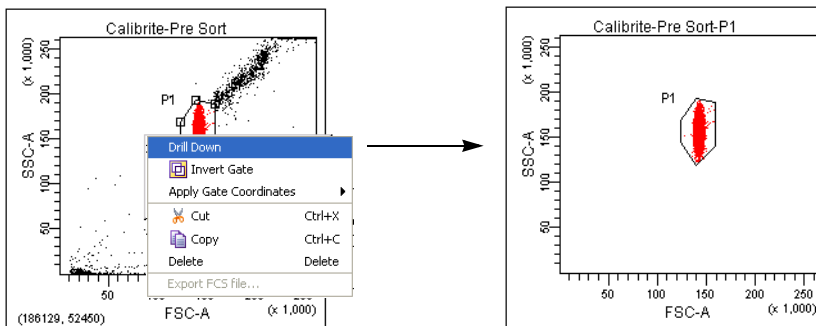 Calibrite-Pre Sort
(x 1,000)
250
200
150
100
50
SSC-A
P1
Drill Down
Invert Gate
Apply Gate Coordinates
Cut Ctrl+X
Copy Ctrl+C
Delete Delete
Export FCS file...
50
FSC-A
(x 1,000)
(186129, 52450)
Calibrite-Pre Sort-P1
(x 1,000)
250
200
150
100
50
SSC-A
P1
50 100 150 200 250
FSC-A
(x 1,000)